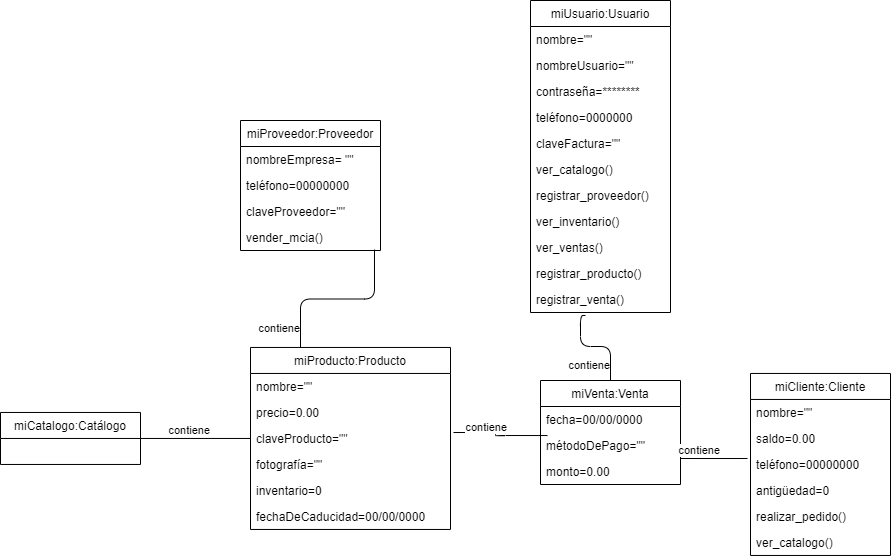 miUsuario:Usuario
nombre=""
nombreUsuario=""
contraseña=********
teléfono=0000000
claveFactura=""
ver_catalogo()
registrar_proveedor()
ver_inventario()
ver_ventas()
registrar_producto()
registrar_venta()
miProveedor:Proveedor
nombreEmpresa= ""
teléfono=00000000
claveProveedor=""
vender_mcia()
contiene
contiene
miProducto:Producto
nombre=""
precio=0.00
claveProducto=""
fotografía=""
inventario=0
fechaDeCaducidad=00/00/0000
miCatalogo:Catálogo
contiene
contiene
miVenta:Venta
fecha=00/00/0000
métodoDePago=""
monto=0.00
contiene
miCliente:Cliente
nombre=""
saldo=0.00
teléfono=00000000
antigüedad=0
realizar_pedido()
ver_catalogo()